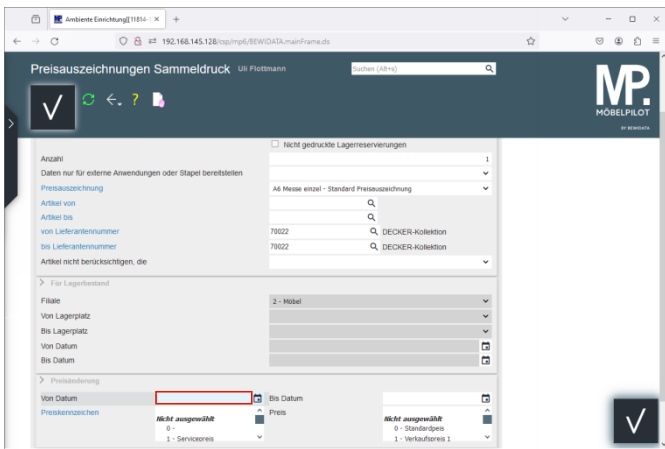 Ambiente Einrichtung[[11814-
192.168.145.128/csp/mp6/BEWIDATA.mainFrame.cls
Preisauszeichnungen Sammeldruck Uli Flottmann
Suchen (Alt+s)
MP.
MÖBELPILOT
BY BEWIDATA
Nicht gedruckte Lagerreservierungen
Anzahl 1
Daten nur für externe Anwendungen oder Stapel bereitstellen
Preisauszeichnung A6 Messe einzel - Standard Preisauszeichnung
Artikel von
Artikel bis
von Lieferantennummer 70022 DECKER-Kollektion
bis Lieferantennummer 70022 DECKER-Kollektion
Artikel nicht berücksichtigen, die
Für Lagerbestand
Filiale 2 - Möbel
Von Lagerplatz
Bis Lagerplatz
Von Datum
Bis Datum
Preisänderung
Von Datum Bis Datum
Preiskennzeichen Nicht ausgewählt Preis Nicht ausgewählt
0 - 0 - Standardpeis
1 - Servicepreis 1 - Verkaufspreis 1